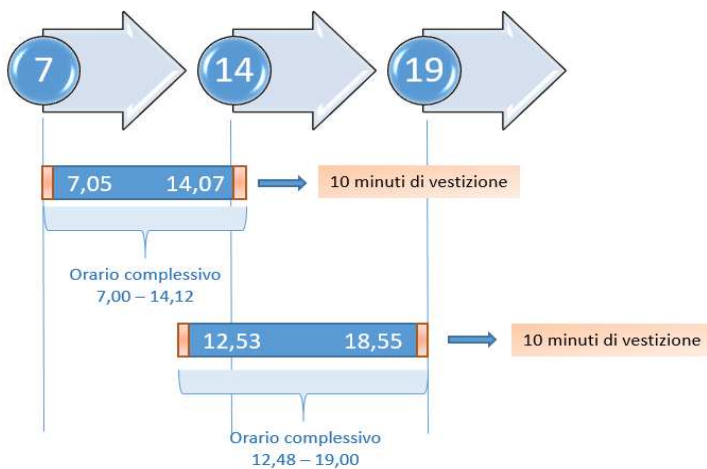 7
14
19
7,05
14,07
10 minuti di vestizione
Orario complessivo
7,00 – 14,12
12,53
18,55
10 minuti di vestizione
Orario complessivo
12,48 – 19,00